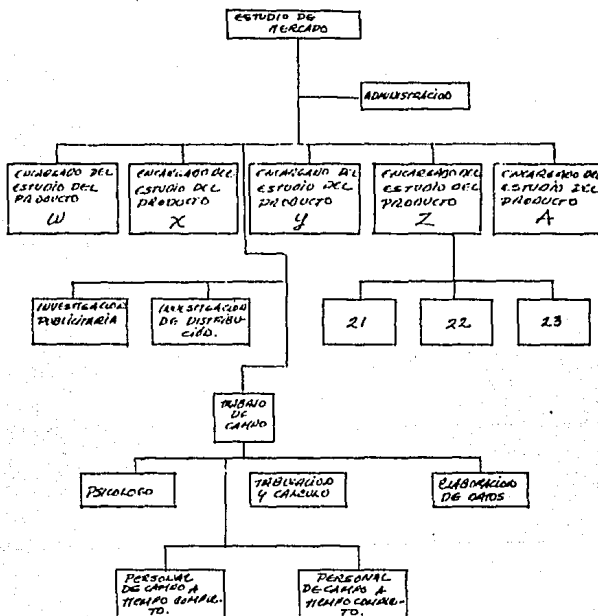 ESTUDIO DE
MERCADO
ADMINISTRACION
ENCARGADO DEL
ESTUDIO DEL
PRODUCTO
W
ENCARGADO DEL
ESTUDIO DEL
PRODUCTO
X
ENCARGADO DEL
ESTUDIO DEL
PRODUCTO
Y
ENCARGADO DEL
ESTUDIO DEL
PRODUCTO
Z
ENCARGADO DEL
ESTUDIO DEL
PRODUCTO
A
INVESTIGACION
PUBLICITARIA
INVESTIGACION
DE DISTRIBU-
CIÓN.
21
22
23
TRABAJO
DE
CAMPO
PSICOLOGO
TABULACION
Y CALCULO
ELABORACION
DE DATOS
PERSONAL
DE CAMPO A
TIEMPO COMPLE-
TO.
PERSONAL
DE CAMPO A
TIEMPO COMPLE-
TO.